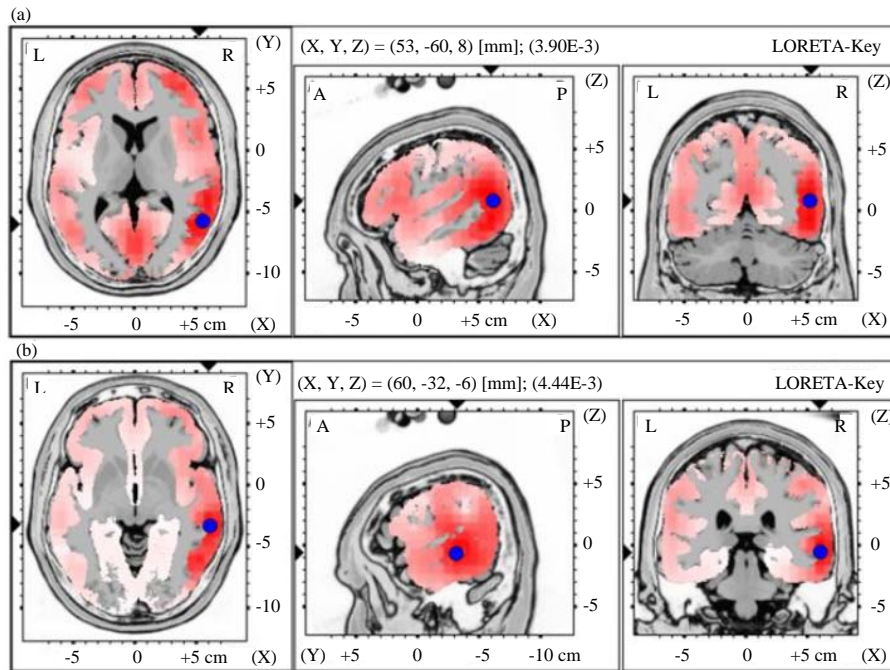 (a)
L R (Y) (X, Y, Z) = (53, -60, 8) [mm]; (3.90E-3) LORETA-Key
A P (Z) L R (Z)
+5 +5 +5
0 0 0
-5 -5 -5
-10
-5 0 +5 cm (X) -5 0 +5 cm (X) -5 0 +5 cm (X)
(b)
L R (Y) (X, Y, Z) = (60, -32, -6) [mm]; (4.44E-3) LORETA-Key
A P (Z) L R (Z)
+5 +5 +5
0 0 0
-5 -5 -5
-10
-5 0 +5 cm (X) (Y) +5 0 -5 -10 cm -5 0 +5 cm (X)